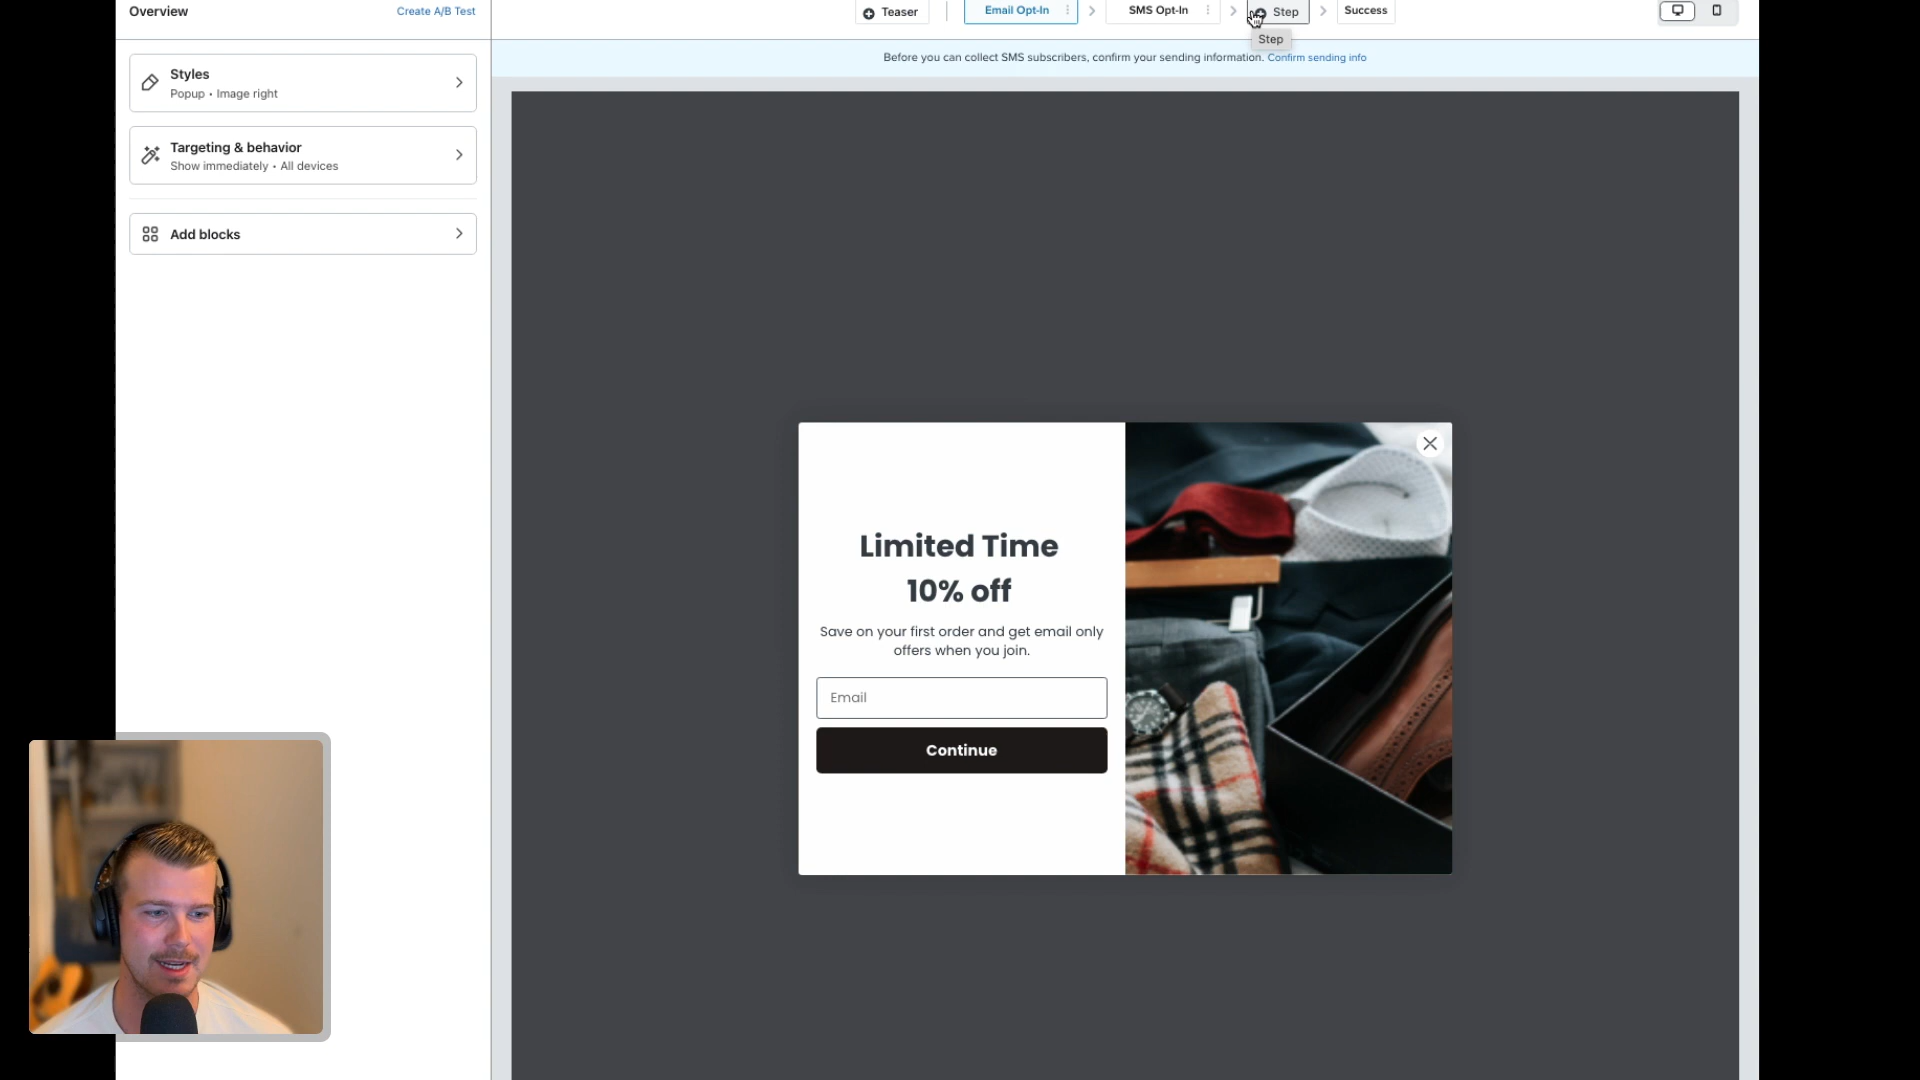 Overview
Create A/B Test
Teaser
Email Opt-In
SMS Opt-In
Step
Success
Step
Before you can collect SMS subscribers, confirm your sending information. Confirm sending info
Styles
Popup • Image right
Targeting & behavior
Show immediately • All devices
Add blocks
Limited Time
10% off
Save on your first order and get email only
offers when you join.
Email
Continue